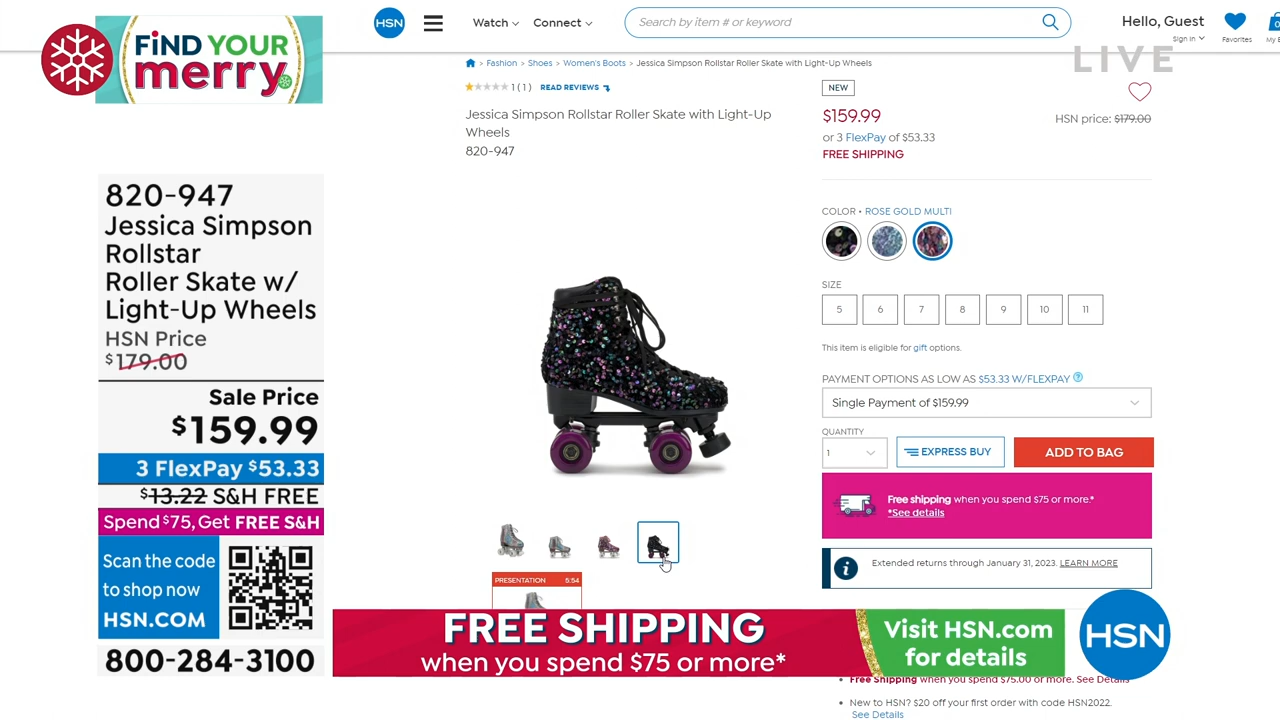 FiND YOUR
merry.
HSN
Watch
Connect
Search by item # or keyword
Hello, Guest
Sign In
Favorites
My B
0
LIVE
Fashion > Shoes > Women's Boots > Jessica Simpson Rollstar Roller Skate with Light-Up Wheels
1 ( 1 ) READ REVIEWS
Jessica Simpson Rollstar Roller Skate with Light-Up
Wheels
820-947
NEW
$159.99
HSN price: $179.00
or 3 FlexPay of $53.33
FREE SHIPPING
COLOR • ROSE GOLD MULTI
SIZE
5 6 7 8 9 10 11
This item is eligible for gift options.
PAYMENT OPTIONS AS LOW AS $53.33 W/FLEXPAY ?
Single Payment of $159.99
QUANTITY
1
EXPRESS BUY
ADD TO BAG
Free shipping when you spend $75 or more.*
*See details
i
Extended returns through January 31, 2023. LEARN MORE
820-947
Jessica Simpson
Rollstar
Roller Skate w/
Light-Up Wheels
HSN Price
$179.00
Sale Price
$159.99
3 FlexPay $53.33
$13.22 S&H FREE
Spend $75, Get FREE S&H
Scan the code
to shop now
HSN.COM
800-284-3100
PRESENTATION 5:54
FREE SHIPPING
when you spend $75 or more*
Visit HSN.com
for details
HSN
• Free Shipping when you spend $75.00 or more. See Details
• New to HSN? $20 off your first order with code HSN2022.
See Details